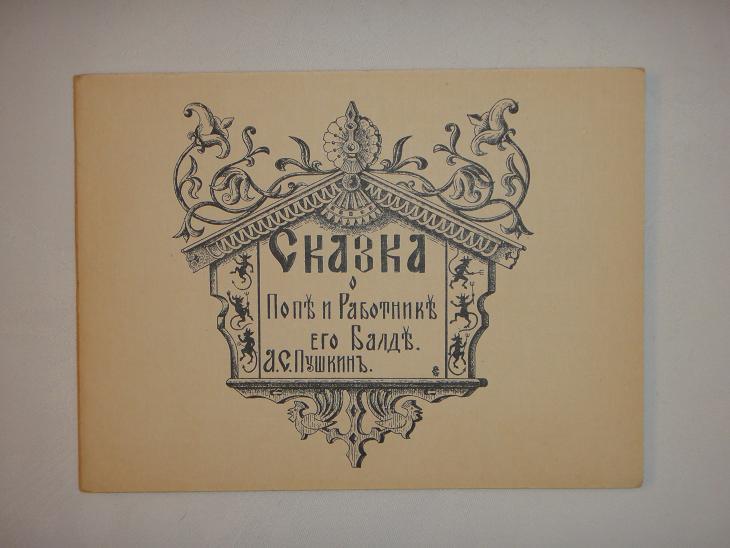 Сказка
о
Попѣ и Работникѣ
его Балдѣ.
А.С.Пушкинъ.